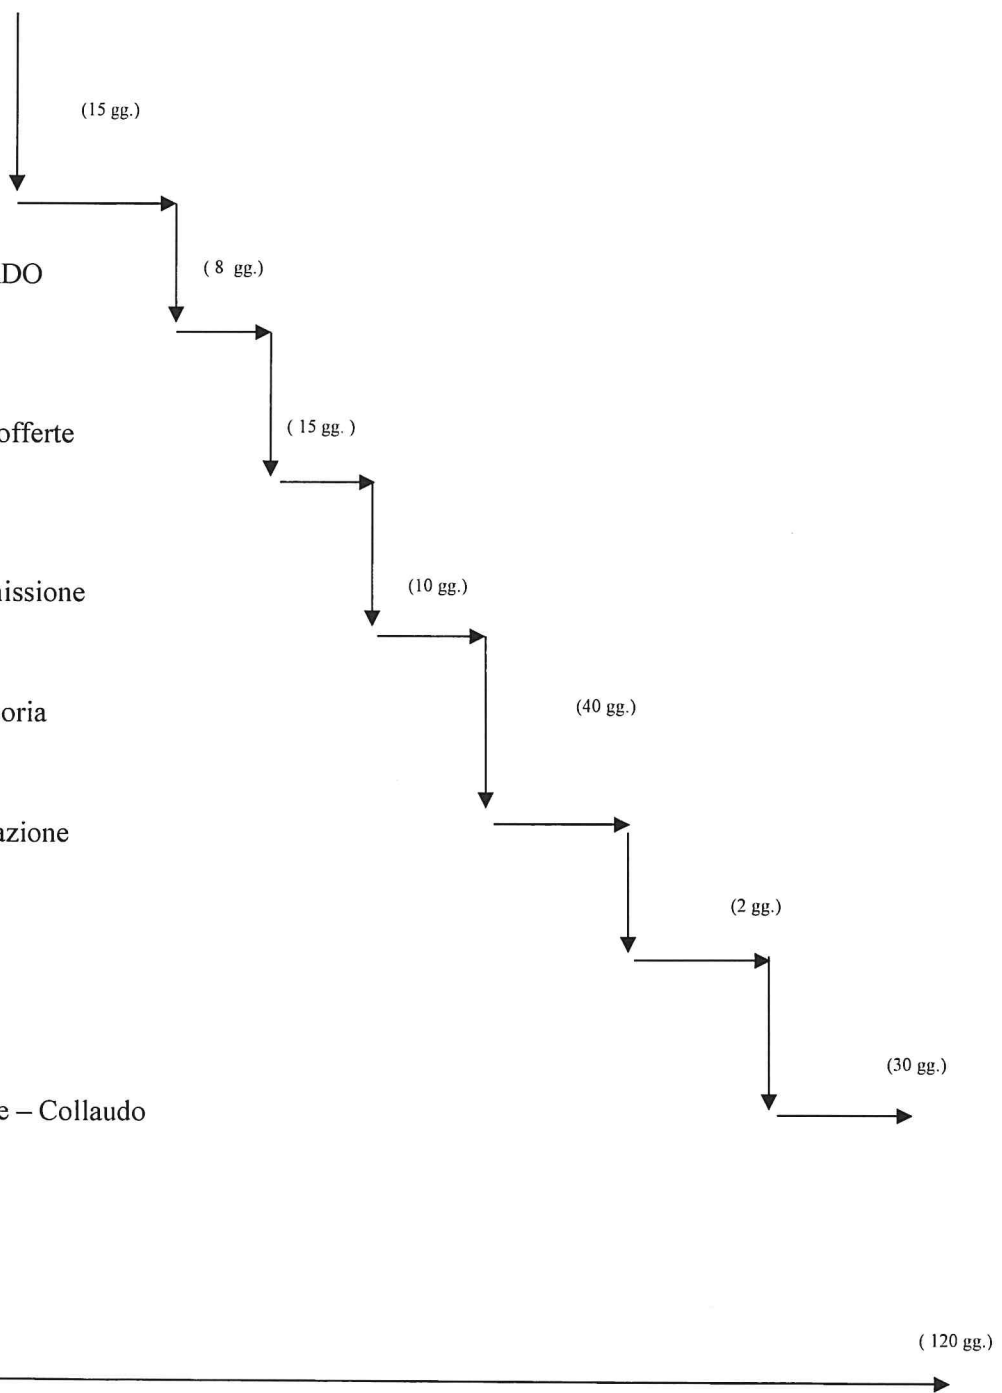 (15 gg.)
( 8 gg.)
DO
( 15 gg. )
offerte
(10 gg.)
issione
(40 gg.)
oria
azione
(2 gg.)
(30 gg.)
e – Collaudo
( 120 gg.)